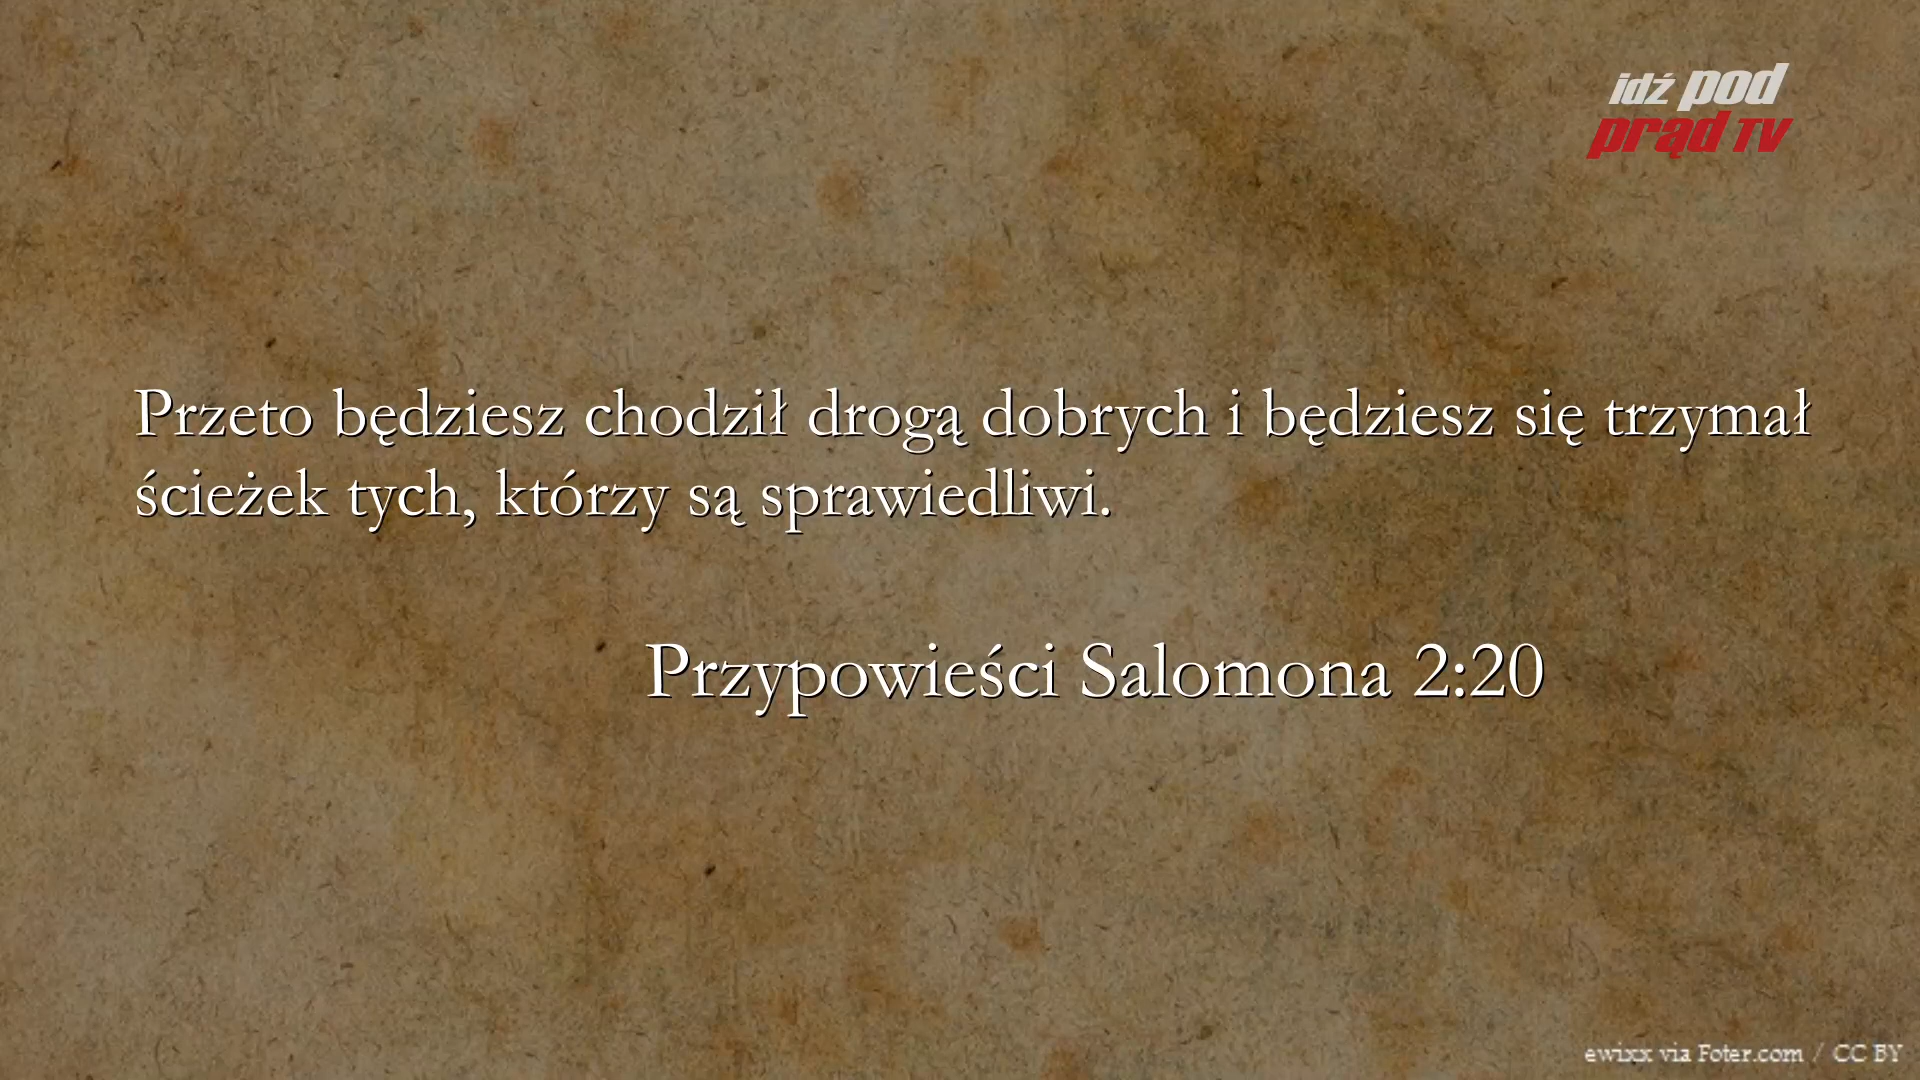 idź pod
prąd TV
Przeto będziesz chodził drogą dobrych i będziesz się trzymał
ścieżek tych, którzy są sprawiedliwi.
Przypowieści Salomona 2:20
ewixx via Foter.com / CC BY